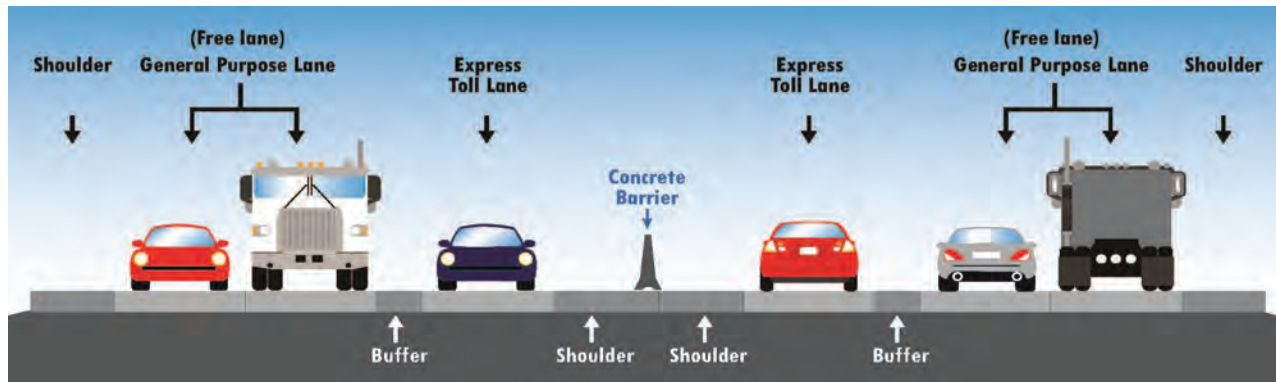 Shoulder
(Free lane)
General Purpose Lane
Express
Toll Lane
Concrete
Barrier
Express
Toll Lane
(Free lane)
General Purpose Lane
Shoulder
Buffer
Shoulder
Shoulder
Buffer